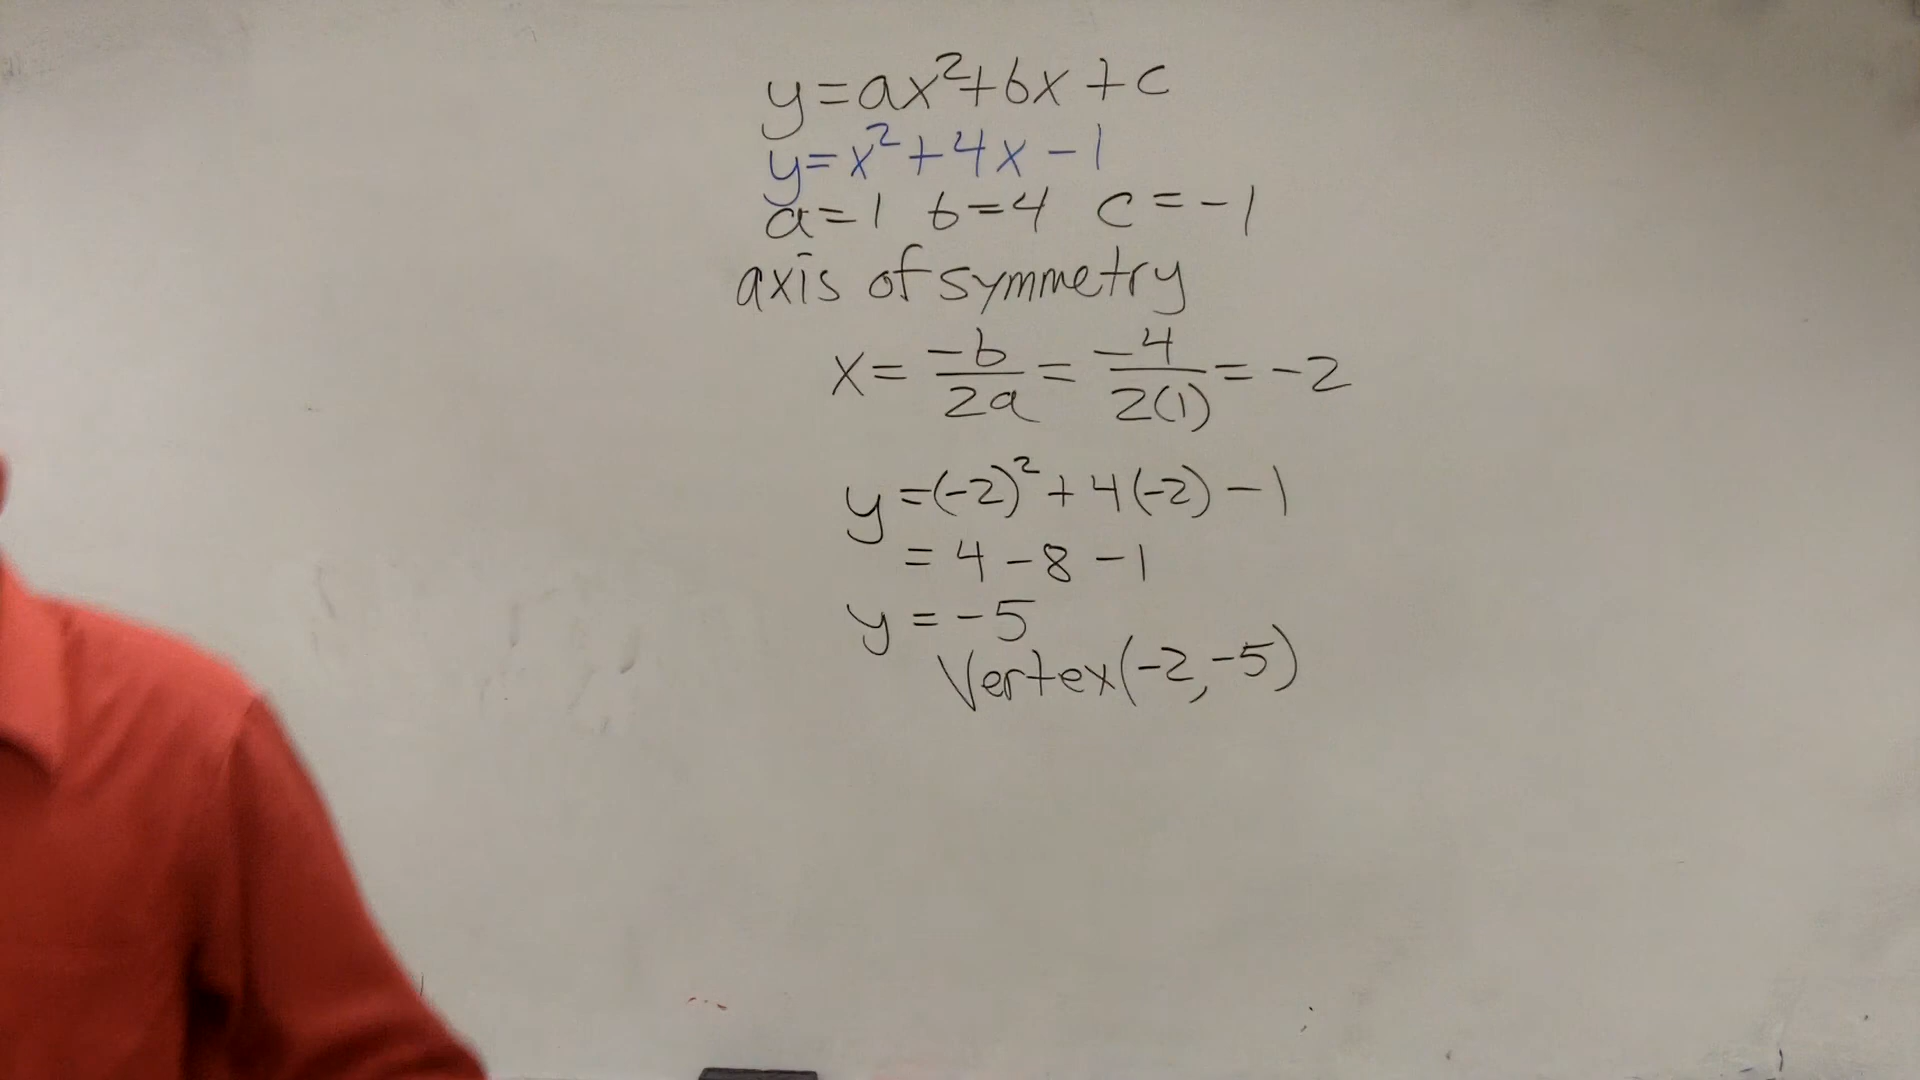 y=ax²+bx+c
y=x²+4x-1
a=1 b=4 c=-1
axis of symmetry
x=-b/2a=-4/2(1)=-2
y=(-2)²+4(-2)-1
=4-8-1
y=-5
Vertex(-2,-5)